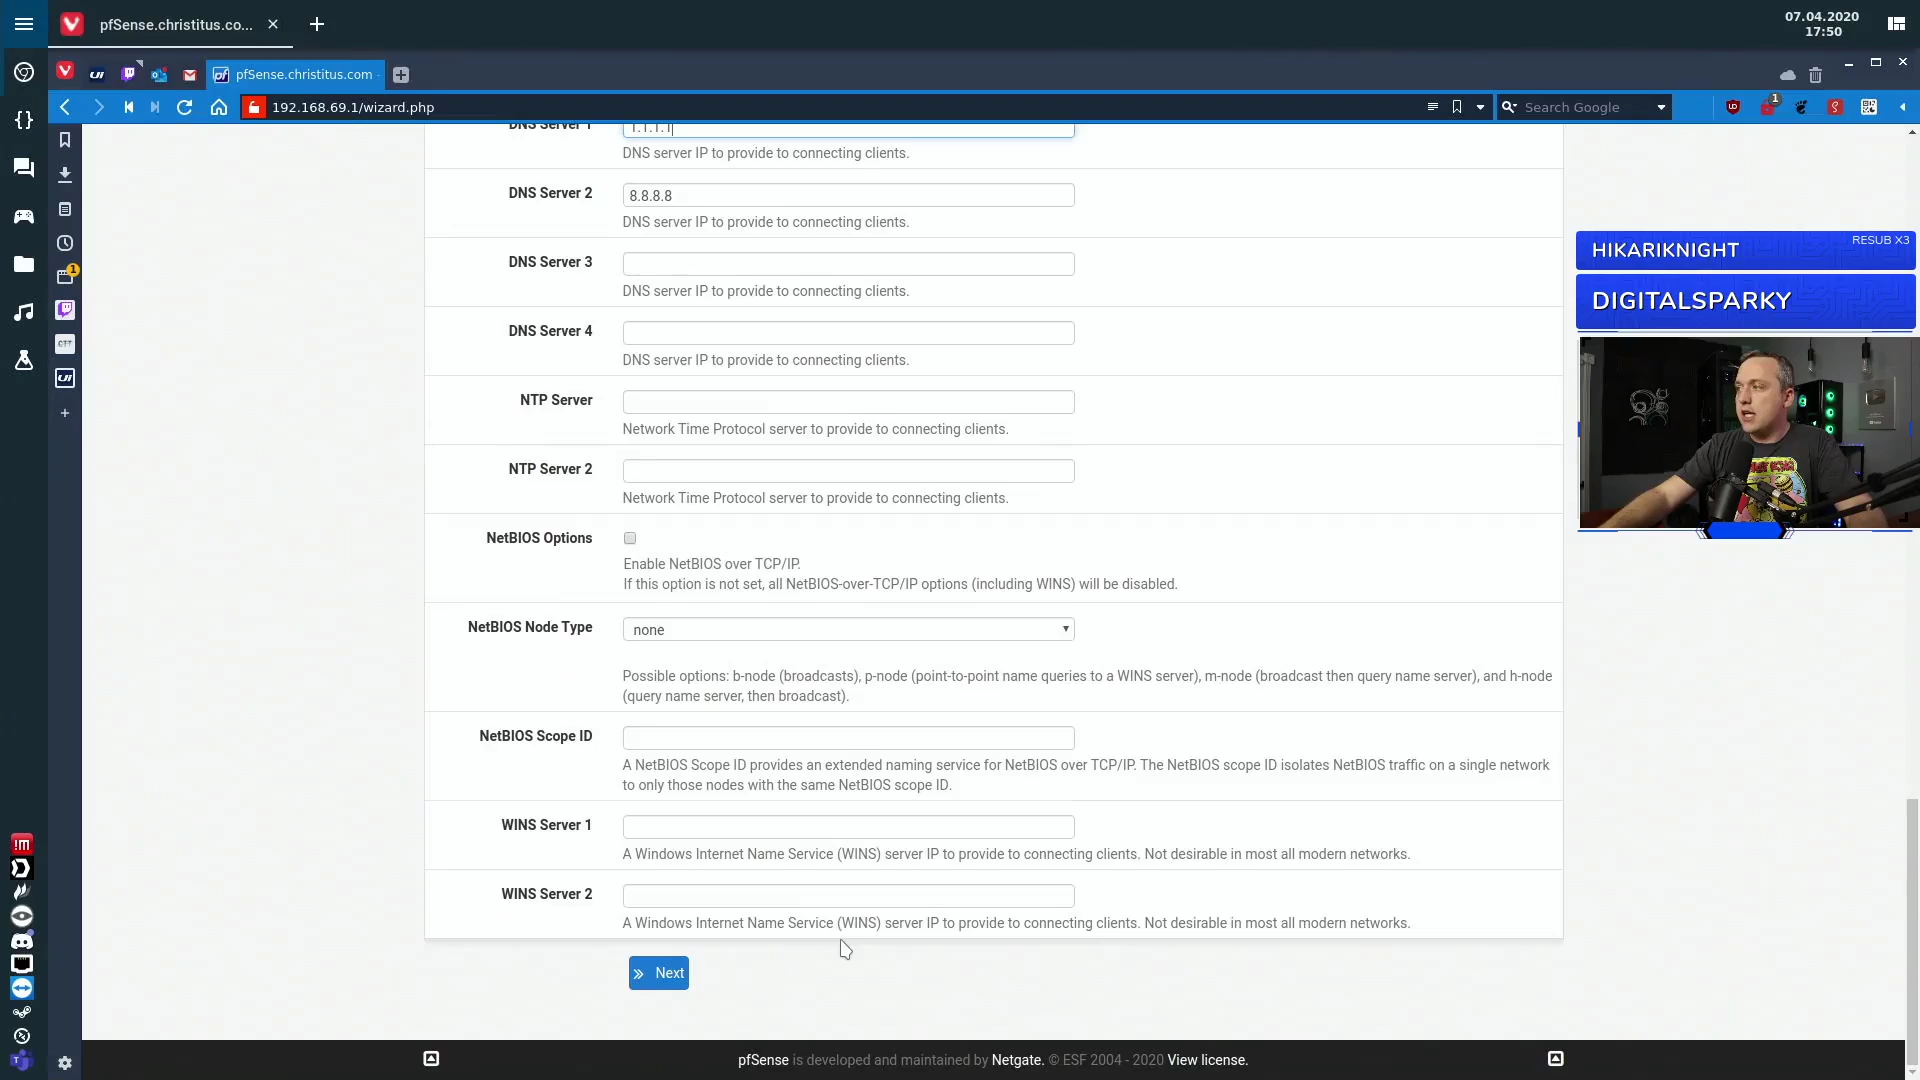 pfSense.christitus.co...
07.04.2020
17:50
pfSense.christitus.com
192.168.69.1/wizard.php
Search Google
1
DNS Server 1
1.1.1.1
DNS server IP to provide to connecting clients.
DNS Server 2
8.8.8.8
DNS server IP to provide to connecting clients.
DNS Server 3
DNS server IP to provide to connecting clients.
DNS Server 4
DNS server IP to provide to connecting clients.
NTP Server
Network Time Protocol server to provide to connecting clients.
NTP Server 2
Network Time Protocol server to provide to connecting clients.
NetBIOS Options
Enable NetBIOS over TCP/IP.
If this option is not set, all NetBIOS-over-TCP/IP options (including WINS) will be disabled.
NetBIOS Node Type
none
Possible options: b-node (broadcasts), p-node (point-to-point name queries to a WINS server), m-node (broadcast then query name server), and h-node
(query name server, then broadcast).
NetBIOS Scope ID
A NetBIOS Scope ID provides an extended naming service for NetBIOS over TCP/IP. The NetBIOS scope ID isolates NetBIOS traffic on a single network
to only those nodes with the same NetBIOS scope ID.
WINS Server 1
A Windows Internet Name Service (WINS) server IP to provide to connecting clients. Not desirable in most all modern networks.
WINS Server 2
A Windows Internet Name Service (WINS) server IP to provide to connecting clients. Not desirable in most all modern networks.
Next
pfSense is developed and maintained by Netgate. © ESF 2004 - 2020 View license.
HIKARIKNIGHT
RESUB X3
DIGITALSPARKY
1
CTT